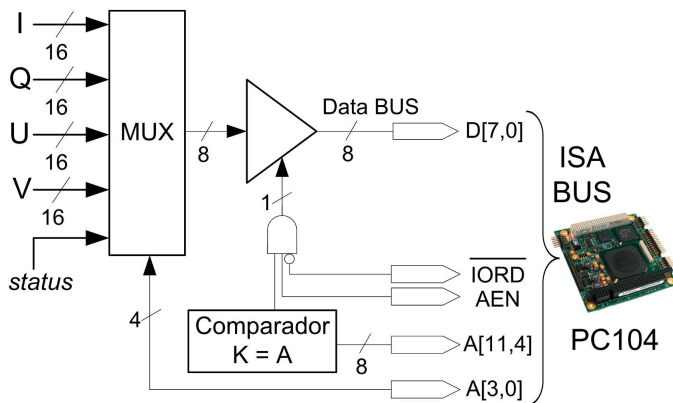 I
16
Q
16
U
16
V
16
status
MUX
8
Data BUS
8
D[7,0]
1
IORD
AEN
Comparador
K = A
8
A[11,4]
4
A[3,0]
ISA
BUS
PC104